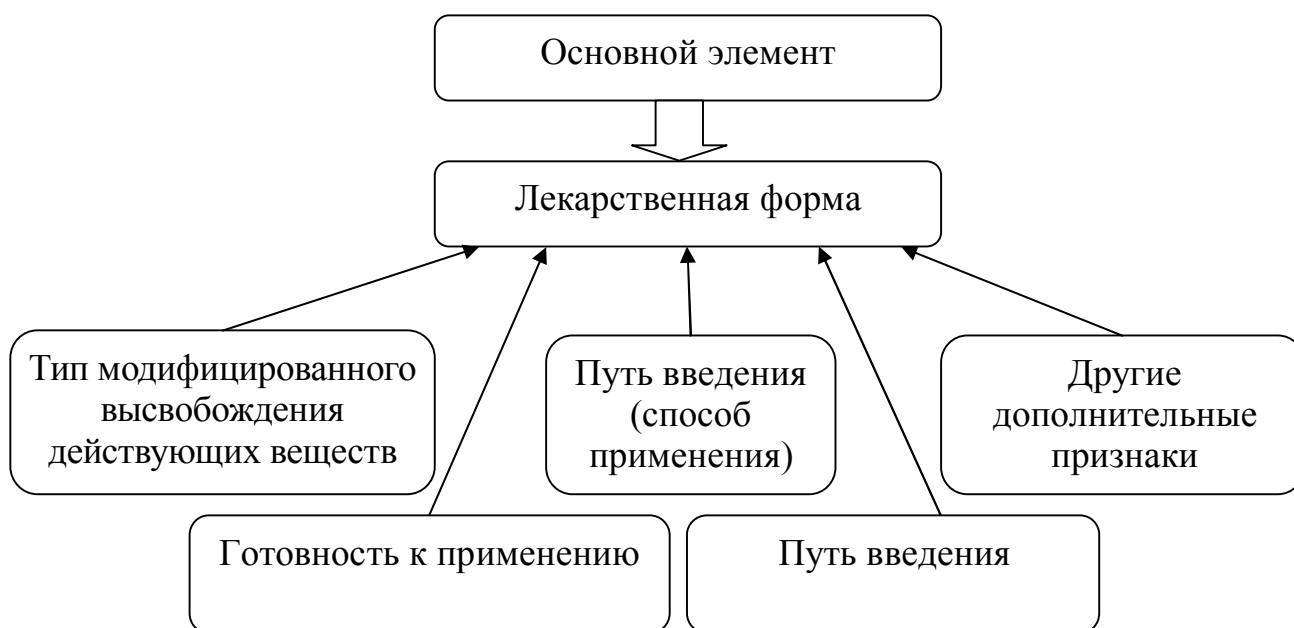 Основной элемент
Лекарственная форма
Тип модифицированного
высвобождения
действующих веществ
Путь введения
(способ
применения)
Другие
дополнительные
признаки
Готовность к применению
Путь введения